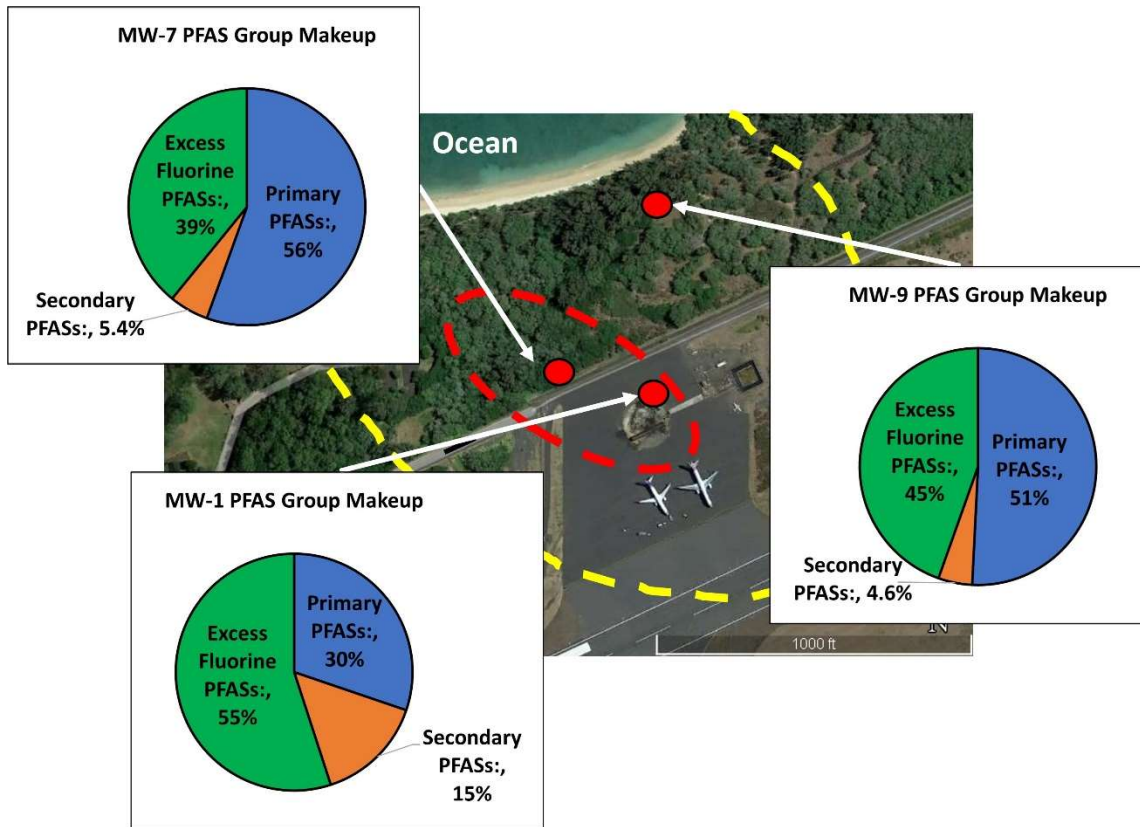 MW-7 PFAS Group Makeup
Excess
Fluorine
PFASs:,
39%
Primary
PFASs:,
56%
Secondary
PFASs:, 5.4%
Ocean
MW-9 PFAS Group Makeup
Excess
Fluorine
PFASs:,
45%
Primary
PFASs:,
51%
Secondary
PFASs:, 4.6%
N
1000 ft
MW-1 PFAS Group Makeup
Excess
Fluorine
PFASs:,
55%
Primary
PFASs:,
30%
Secondary
PFASs:,
15%